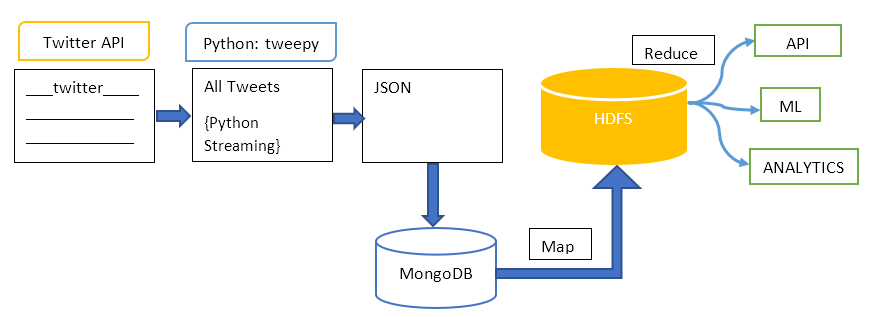 Twitter API
Python: tweepy
___twitter____
All Tweets
{Python
Streaming}
JSON
MongoDB
Map
HDFS
Reduce
API
ML
ANALYTICS